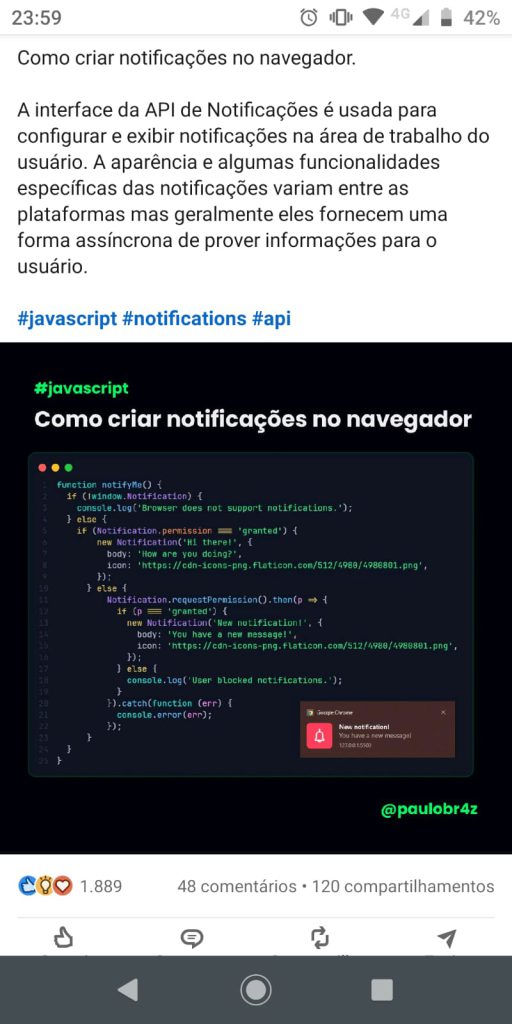 23:59 4G 42%
Como criar notificações no navegador.
A interface da API de Notificações é usada para
configurar e exibir notificações na área de trabalho do
usuário. A aparência e algumas funcionalidades
específicas das notificações variam entre as
plataformas mas geralmente eles fornecem uma
forma assíncrona de prover informações para o
usuário.
#javascript #notifications #api
#javascript
Como criar notificações no navegador
1 function notifyMe() {
2 if (!window.Notification) {
3 console.log('Browser does not support notifications.');
4 } else {
5 if (Notification.permission === 'granted') {
6 new Notification('Hi there!', {
7 body: 'How are you doing?',
8 icon: 'https://cdn-icons-png.flaticon.com/512/4980/4980801.png',
9 });
10 } else {
11 Notification.requestPermission().then(p => {
12 if (p === 'granted') {
13 new Notification('New notification!', {
14 body: 'You have a new message!',
15 icon: 'https://cdn-icons-png.flaticon.com/512/4980/4980801.png',
16 });
17 } else {
18 console.log('User blocked notifications.');
19 }
20 }).catch(function (err) {
21 console.error(err);
22 });
23 }
24 }
25 }
Google Chrome
New notification!
You have a new message!
127.0.0.1:5501
@paulobr4z
1.889 48 comentários • 120 compartilhamentos